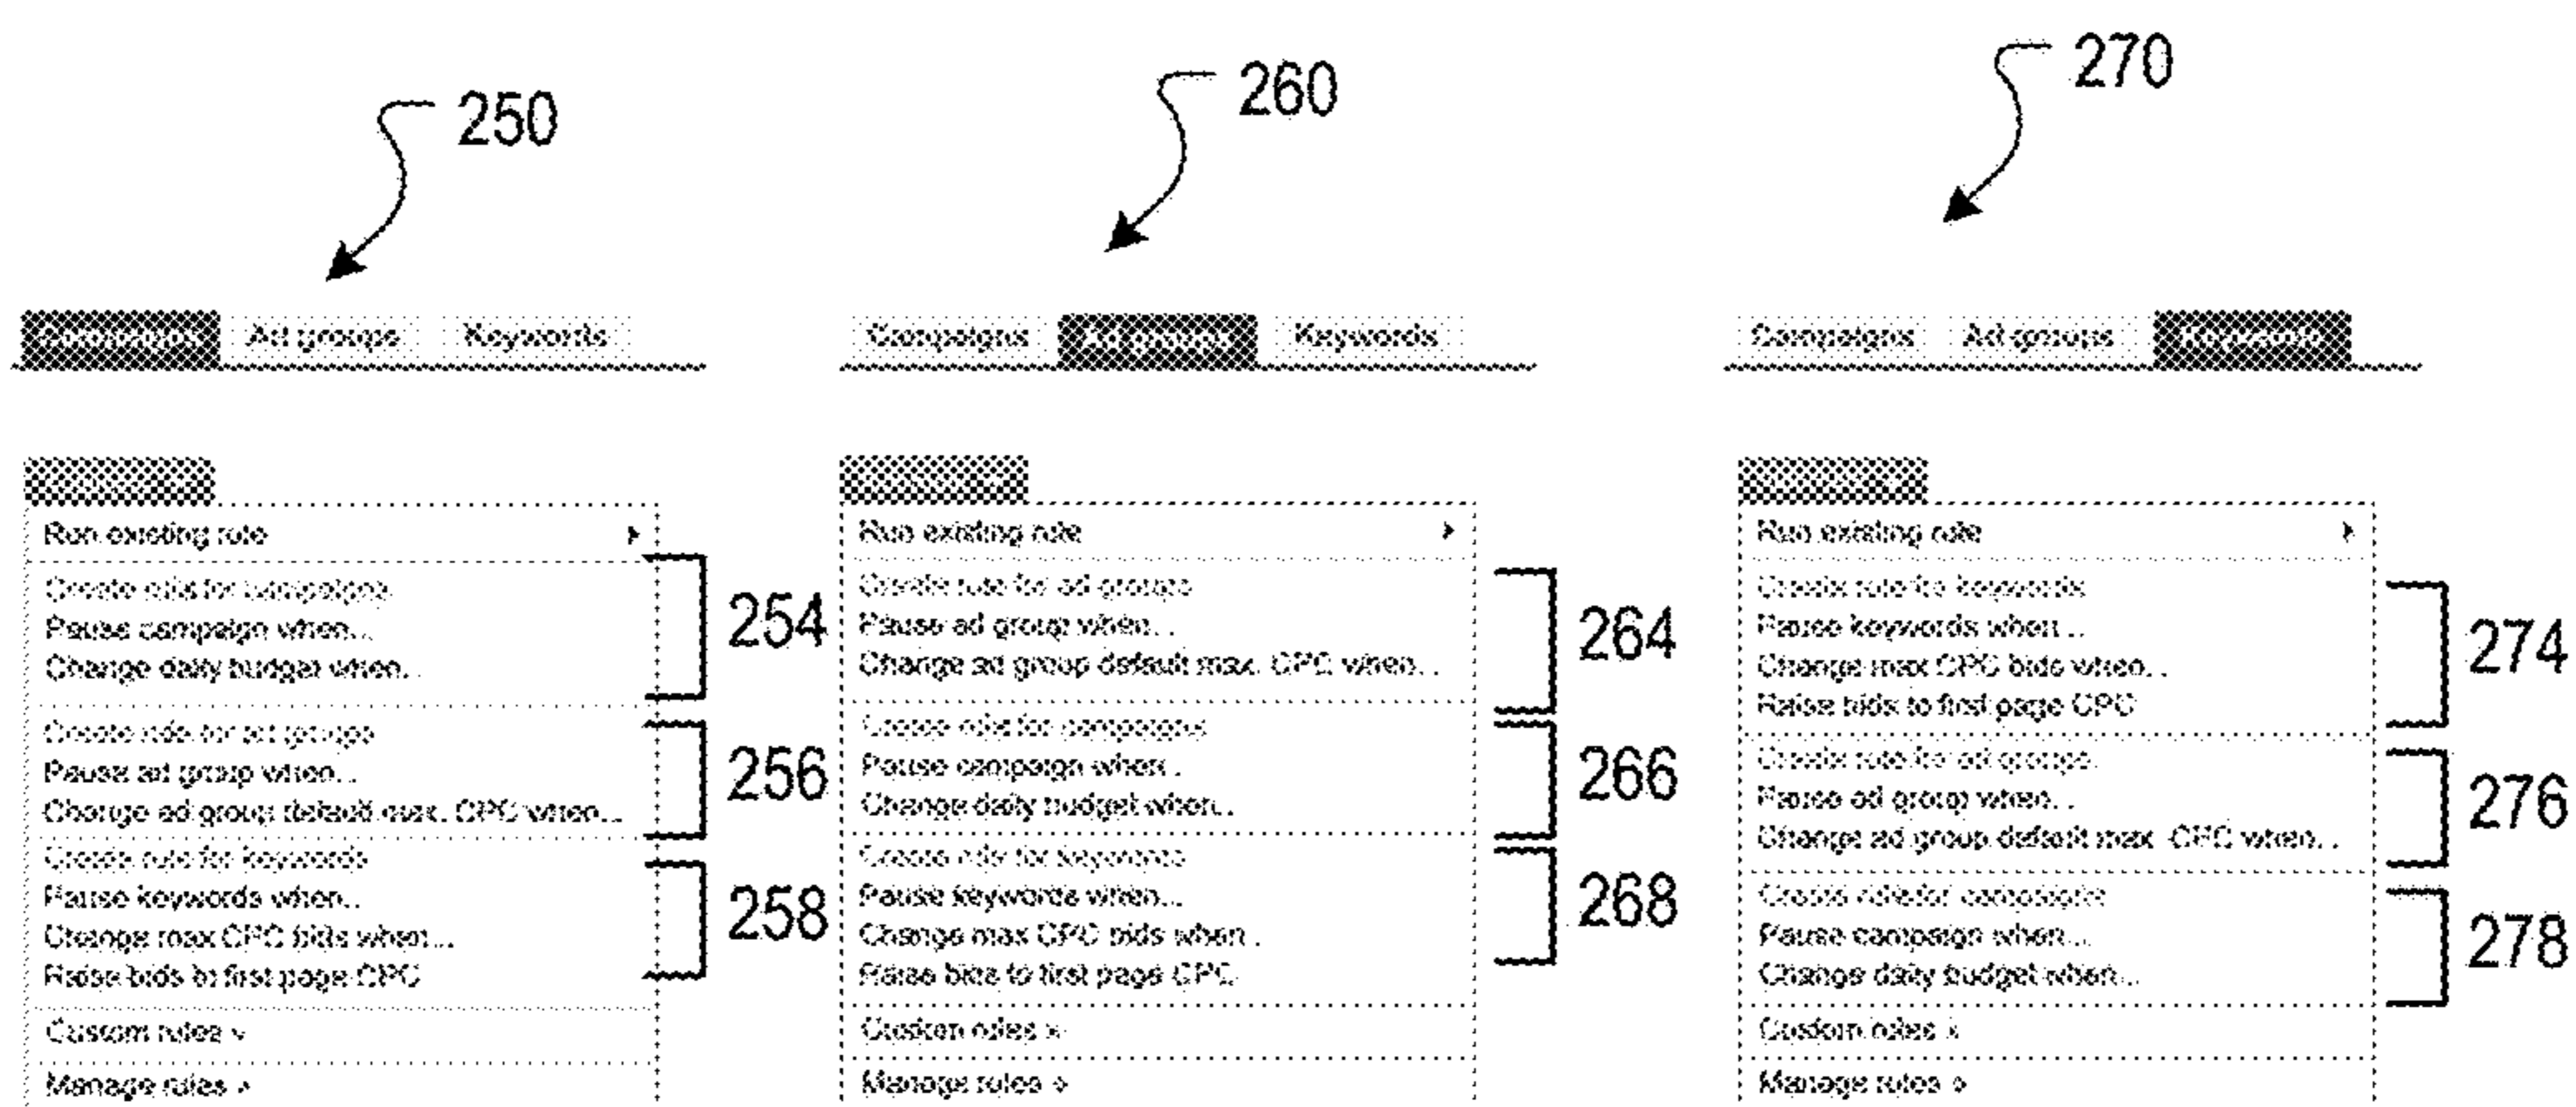 250
260
270
Campaigns Ad groups Keywords
Campaigns Ad groups Keywords
Campaigns Ad groups Keywords
Run existing rule
Create rule for campaigns
Pause campaign when...
Change daily budget when...
254
Create rule for ad groups
Pause ad group when...
Change ad group default max. CPC when...
256
Create rule for keywords
Pause keywords when...
Change max CPC bids when...
Raise bids to first page CPC
258
Custom rules »
Manage rules »
Run existing rule
Create rule for ad groups
Pause ad group when...
Change ad group default max. CPC when...
264
Create rule for campaigns
Pause campaign when...
Change daily budget when...
266
Create rule for keywords
Pause keywords when...
Change max CPC bids when...
Raise bids to first page CPC
268
Custom rules »
Manage rules »
Run existing rule
Create rule for keywords
Pause keywords when...
Change max CPC bids when...
Raise bids to first page CPC
274
Create rule for ad groups
Pause ad group when...
Change ad group default max. CPC when...
276
Create rule for campaigns
Pause campaign when...
Change daily budget when...
278
Custom rules »
Manage rules »